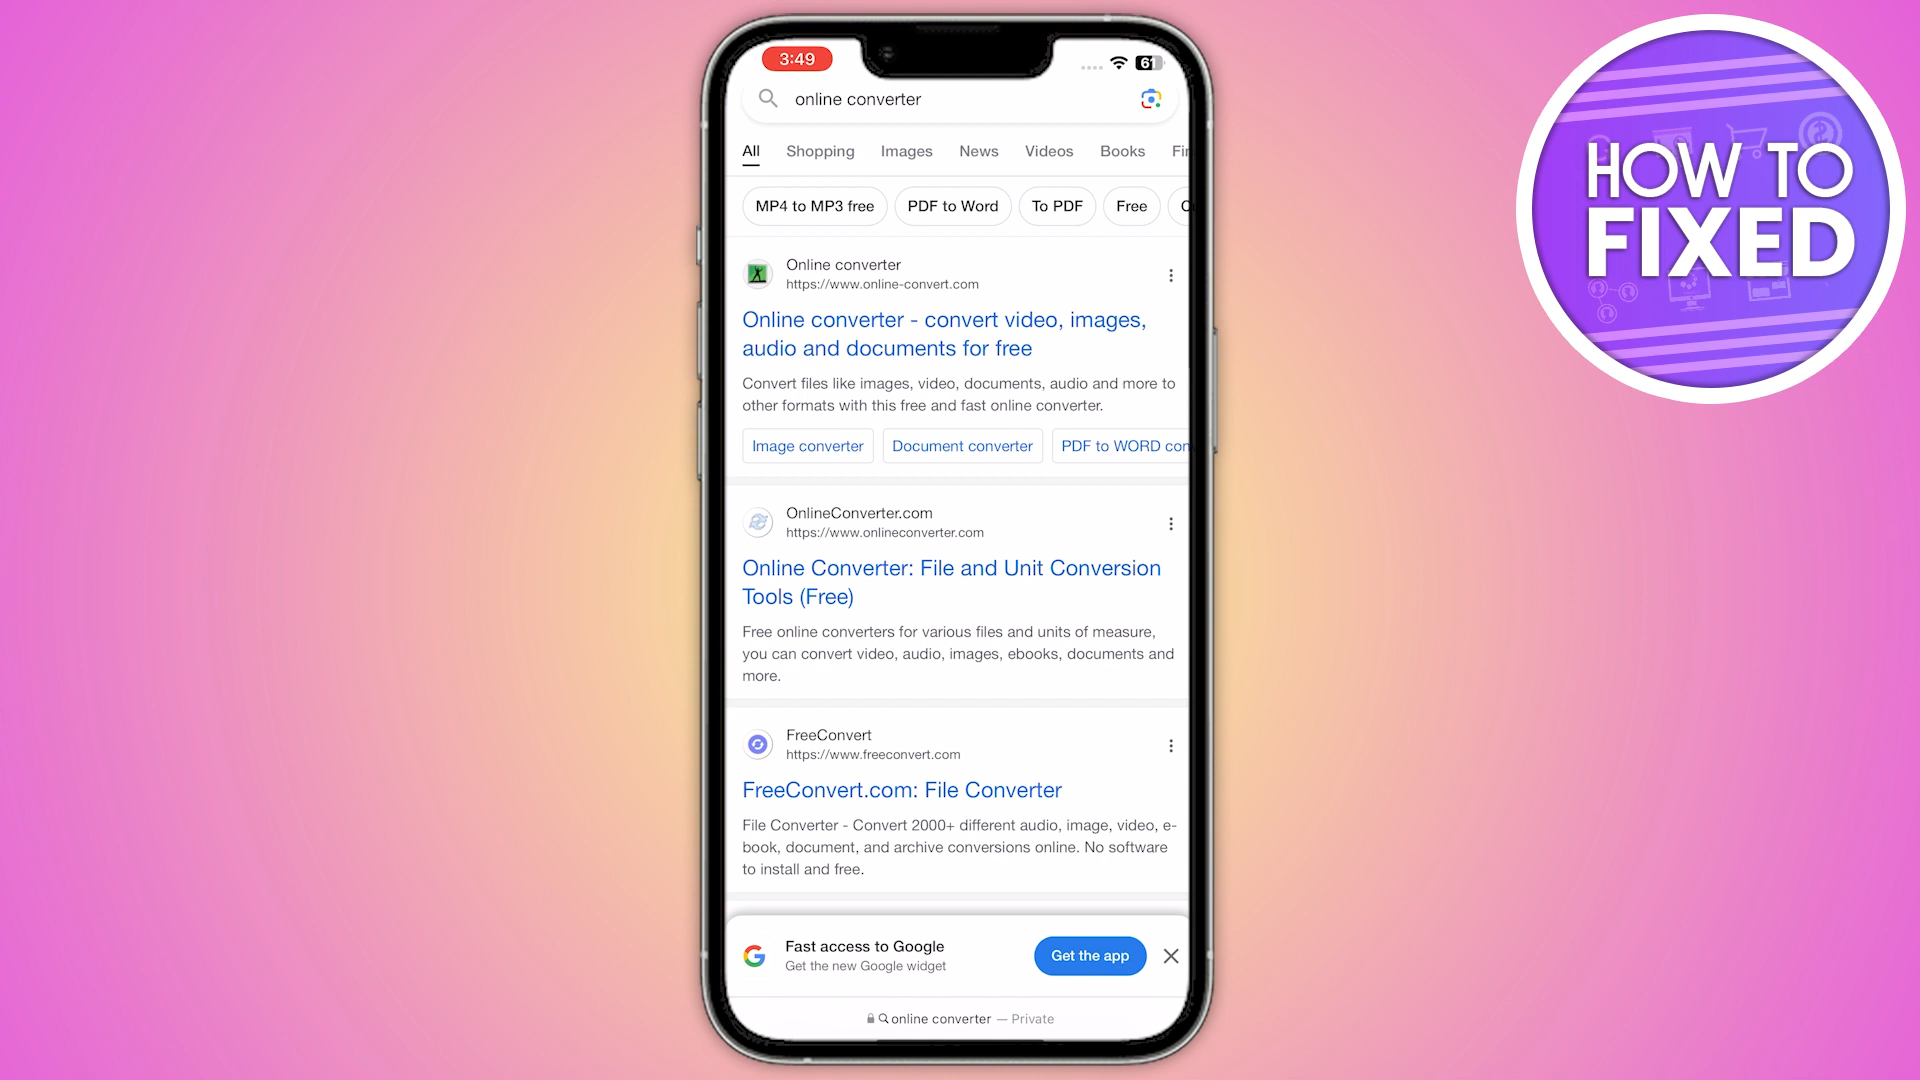 3:49
61
online converter
All Shopping Images News Videos Books
MP4 to MP3 free PDF to Word To PDF Free
Online converter
https://www.online-convert.com
Online converter - convert video, images,
audio and documents for free
Convert files like images, video, documents, audio and more to
other formats with this free and fast online converter.
Image converter Document converter PDF to WORD con
OnlineConverter.com
https://www.onlineconverter.com
Online Converter: File and Unit Conversion
Tools (Free)
Free online converters for various files and units of measure,
you can convert video, audio, images, ebooks, documents and
more.
FreeConvert
https://www.freeconvert.com
FreeConvert.com: File Converter
File Converter - Convert 2000+ different audio, image, video, e-
book, document, and archive conversions online. No software
to install and free.
Fast access to Google
Get the new Google widget
Get the app
online converter — Private
HOW TO
FIXED